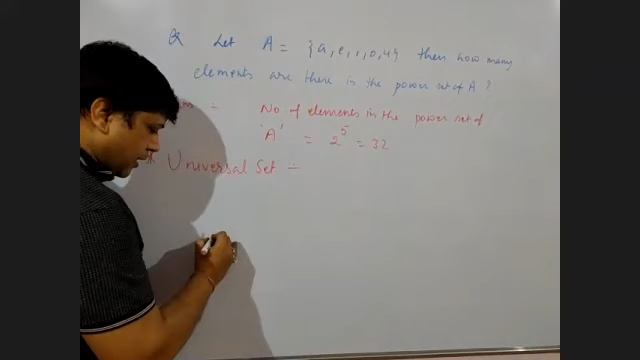 Q Let A = {a, e, i, o, u} then how many
elements are there is the power set of A ?
= No of elements in the power set of
'A' = 2^5 = 32
* Universal Set -